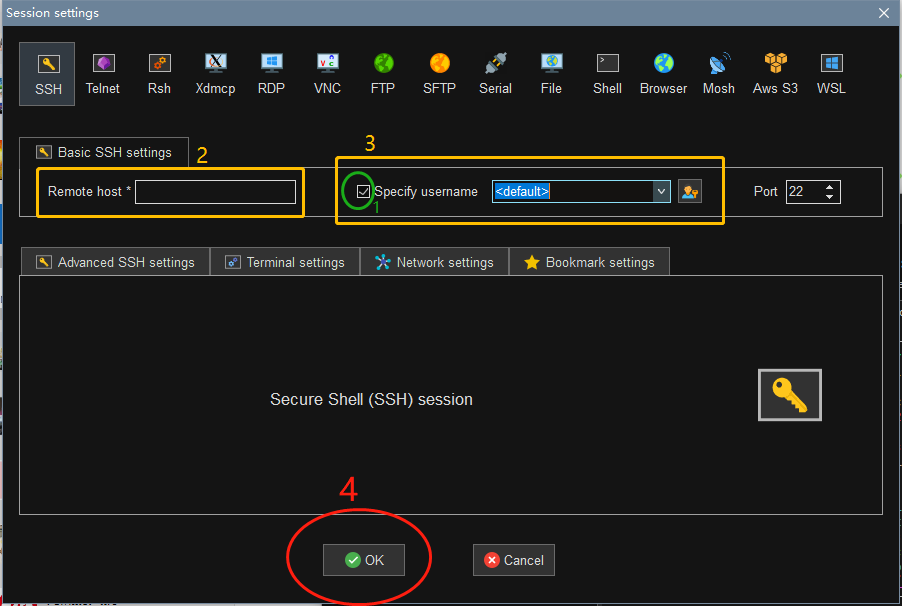 Session settings
SSH Telnet Rsh Xdmcp RDP VNC FTP SFTP Serial File Shell Browser Mosh Aws S3 WSL
Basic SSH settings 2 3
Remote host * Specify username <default> Port 22
1
Advanced SSH settings Terminal settings Network settings Bookmark settings
Secure Shell (SSH) session
4
OK Cancel